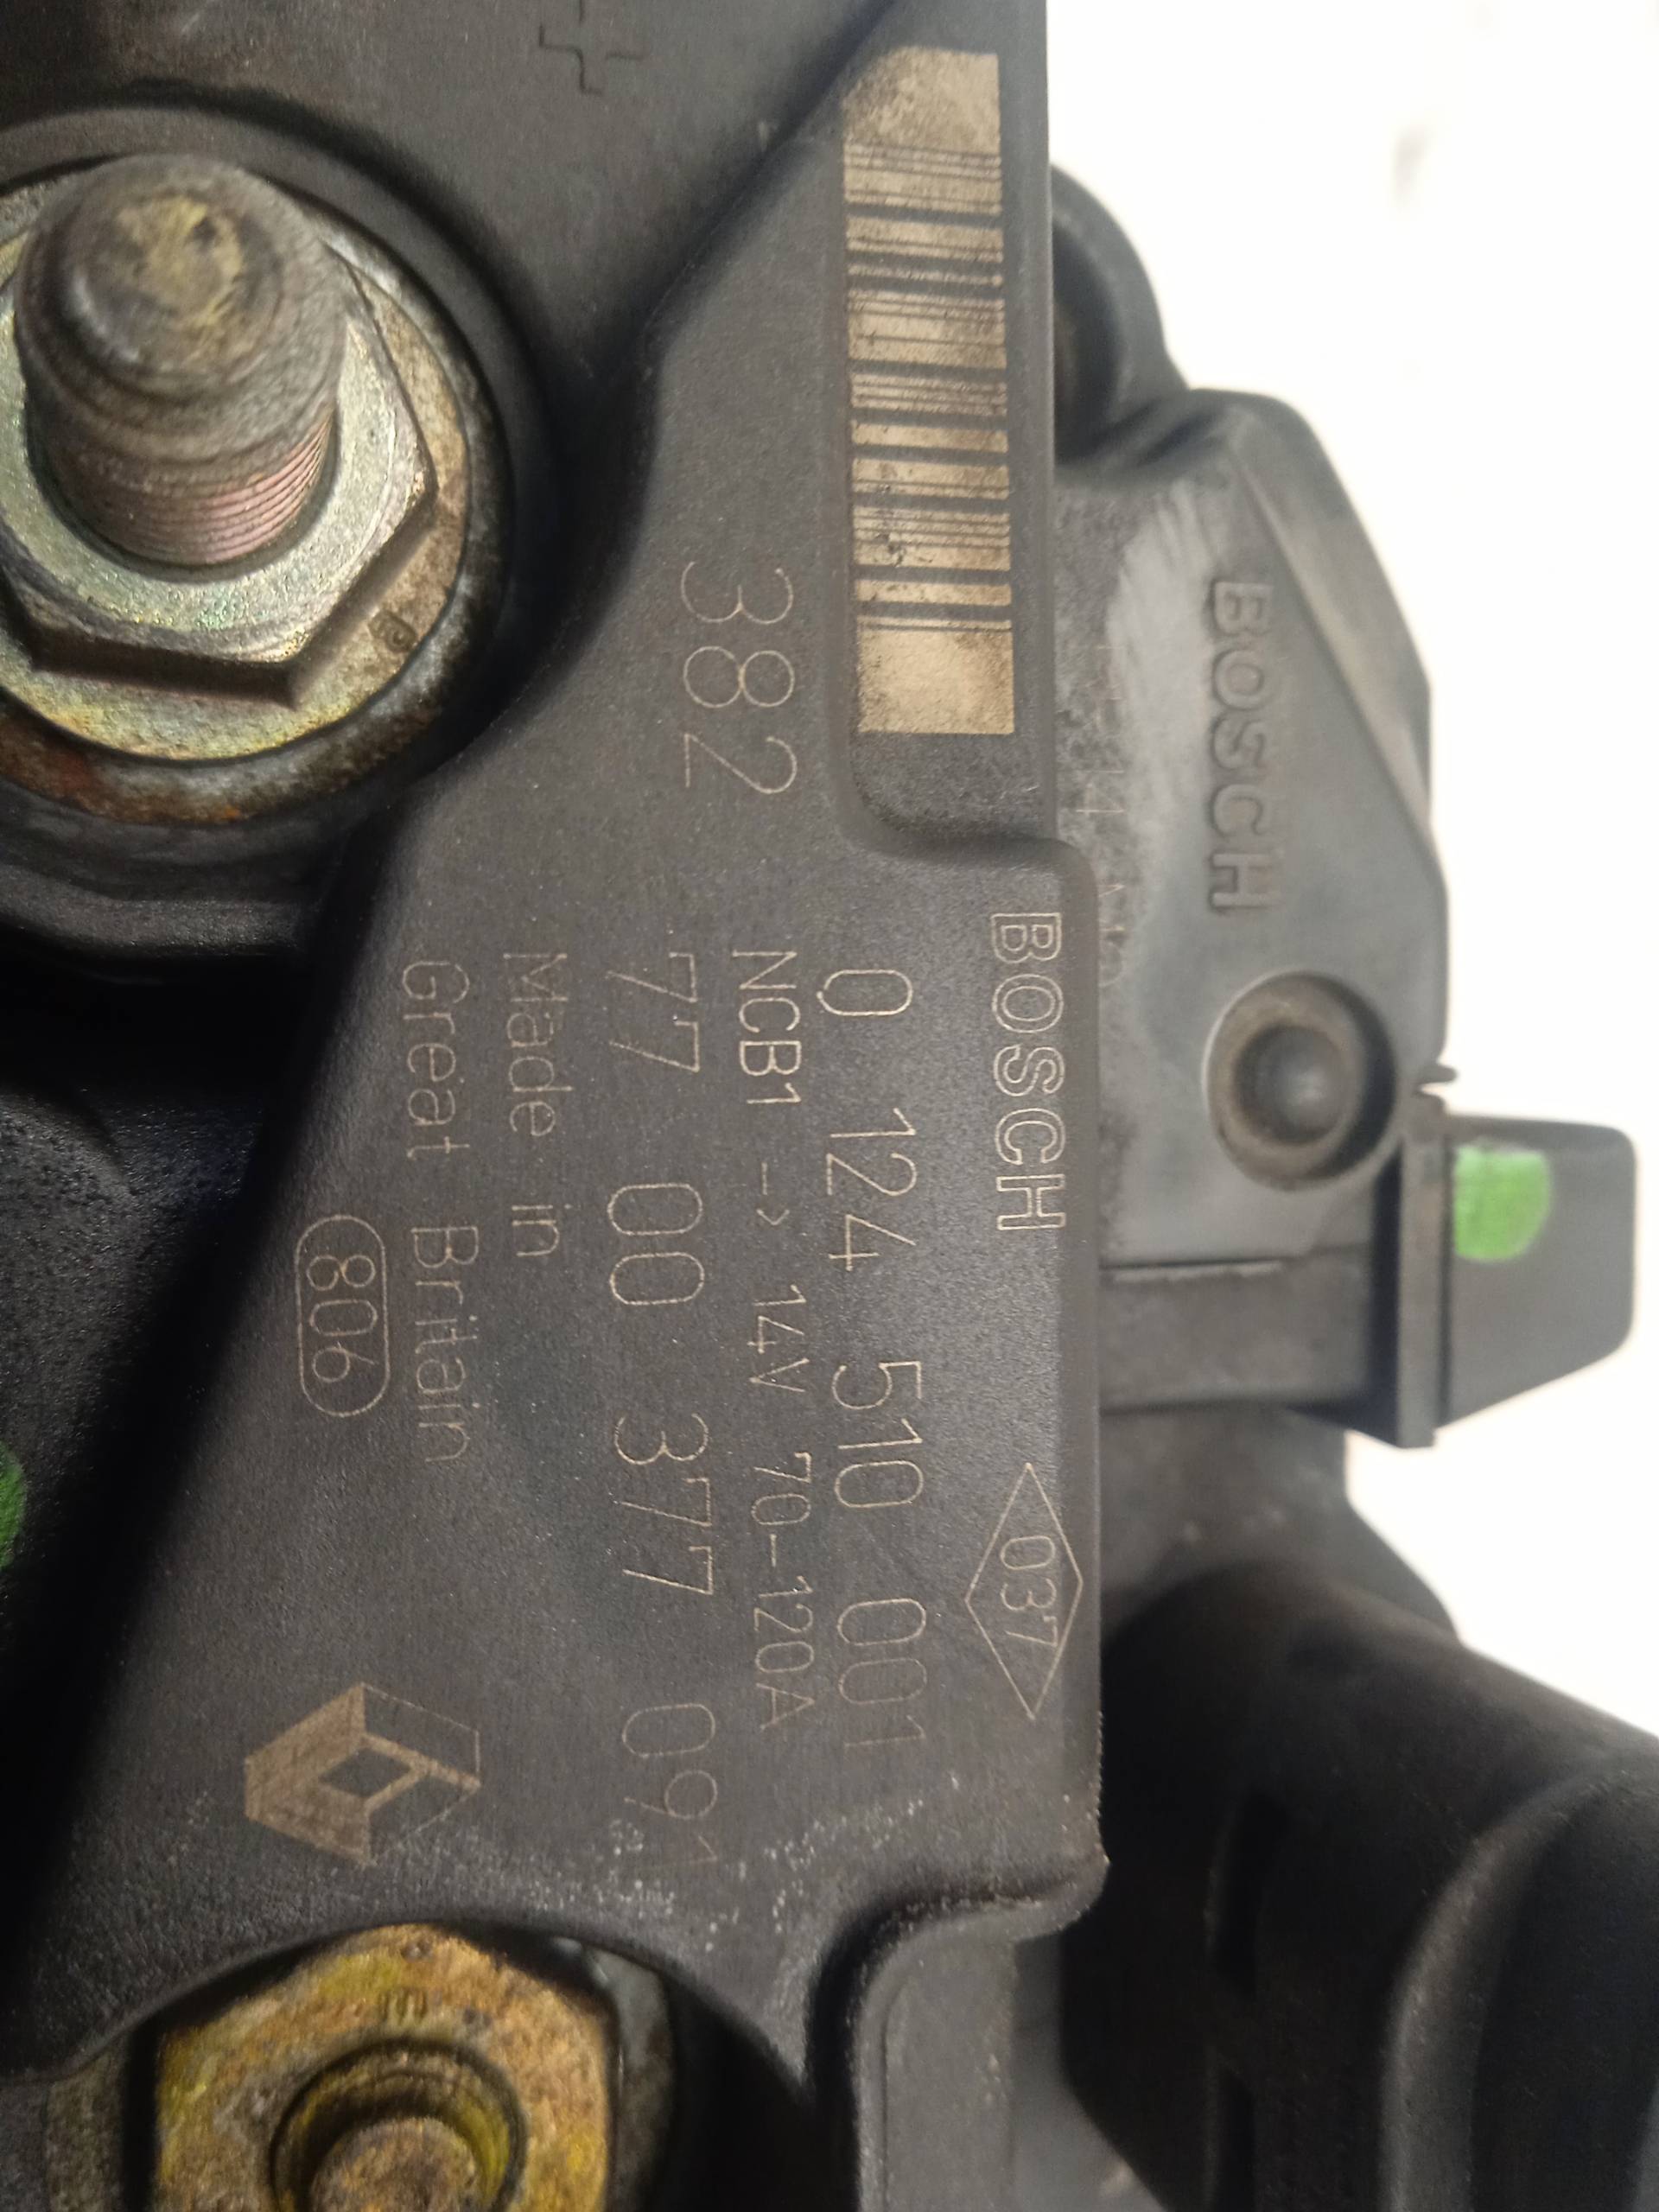 BOSCH
BOSCH
037
0 124 510 001
NCB1 -> 14V 70-120A
382
77 00 377 091
Made in
Great Britain
806